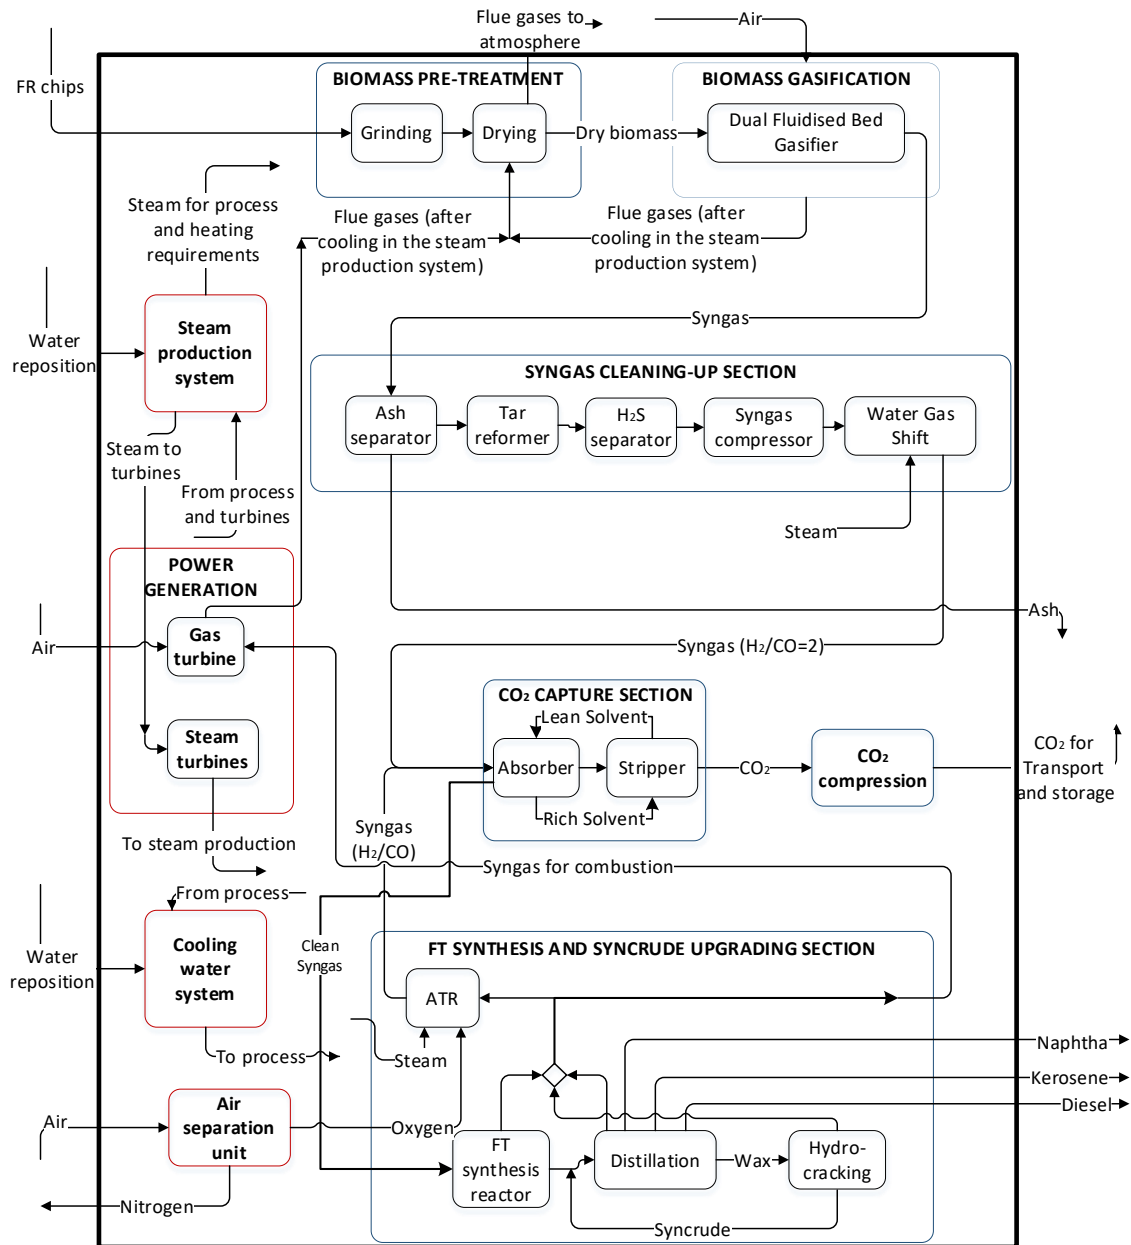 Flue gases to
atmosphere
Air
FR chips
BIOMASS PRE-TREATMENT
BIOMASS GASIFICATION
Grinding
Drying
Dry biomass
Dual Fluidised Bed
Gasifier
Steam for process
and heating
requirements
Flue gases (after
cooling in the steam
production system)
Flue gases (after
cooling in the steam
production system)
Water
reposition
Steam
production
system
Syngas
SYNGAS CLEANING-UP SECTION
Ash
separator
Tar
reformer
H₂S
separator
Syngas
compressor
Water Gas
Shift
Steam to
turbines
From process
and turbines
Steam
POWER
GENERATION
Ash
Air
Gas
turbine
Syngas (H₂/CO=2)
CO₂ CAPTURE SECTION
Lean Solvent
Steam
turbines
Absorber
Stripper
CO₂
CO₂
compression
CO₂ for
Transport
and storage
Rich Solvent
To steam production
Syngas
(H₂/CO)
Syngas for combustion
From process
Water
reposition
Cooling
water
system
Clean
Syngas
FT SYNTHESIS AND SYNCRUDE UPGRADING SECTION
ATR
To process
Steam
Naphtha
Kerosene
Diesel
Air
Air
separation
unit
Oxygen
FT
synthesis
reactor
Distillation
Wax
Hydro-
cracking
Nitrogen
Syncrude